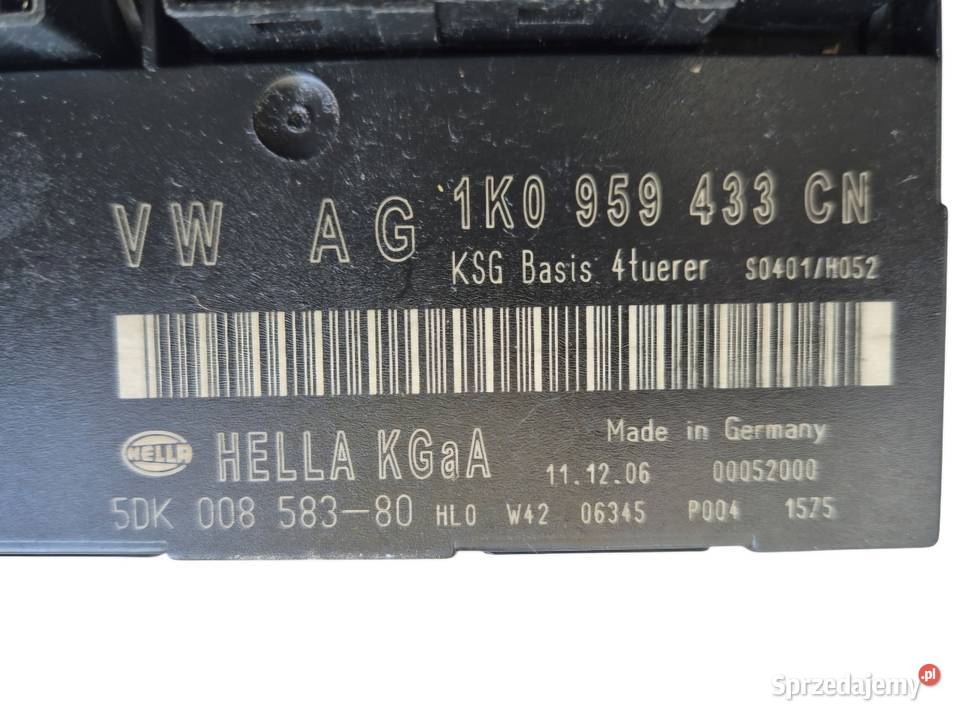 VW AG 1K0 959 433 CN
KSG Basis 4tuerer S0401/H052
HELLA HELLA KGaA Made in Germany
11.12.06 00052000
5DK 008 583-80 HL0 W42 06345 P004 1575
Sprzedajemy.pl